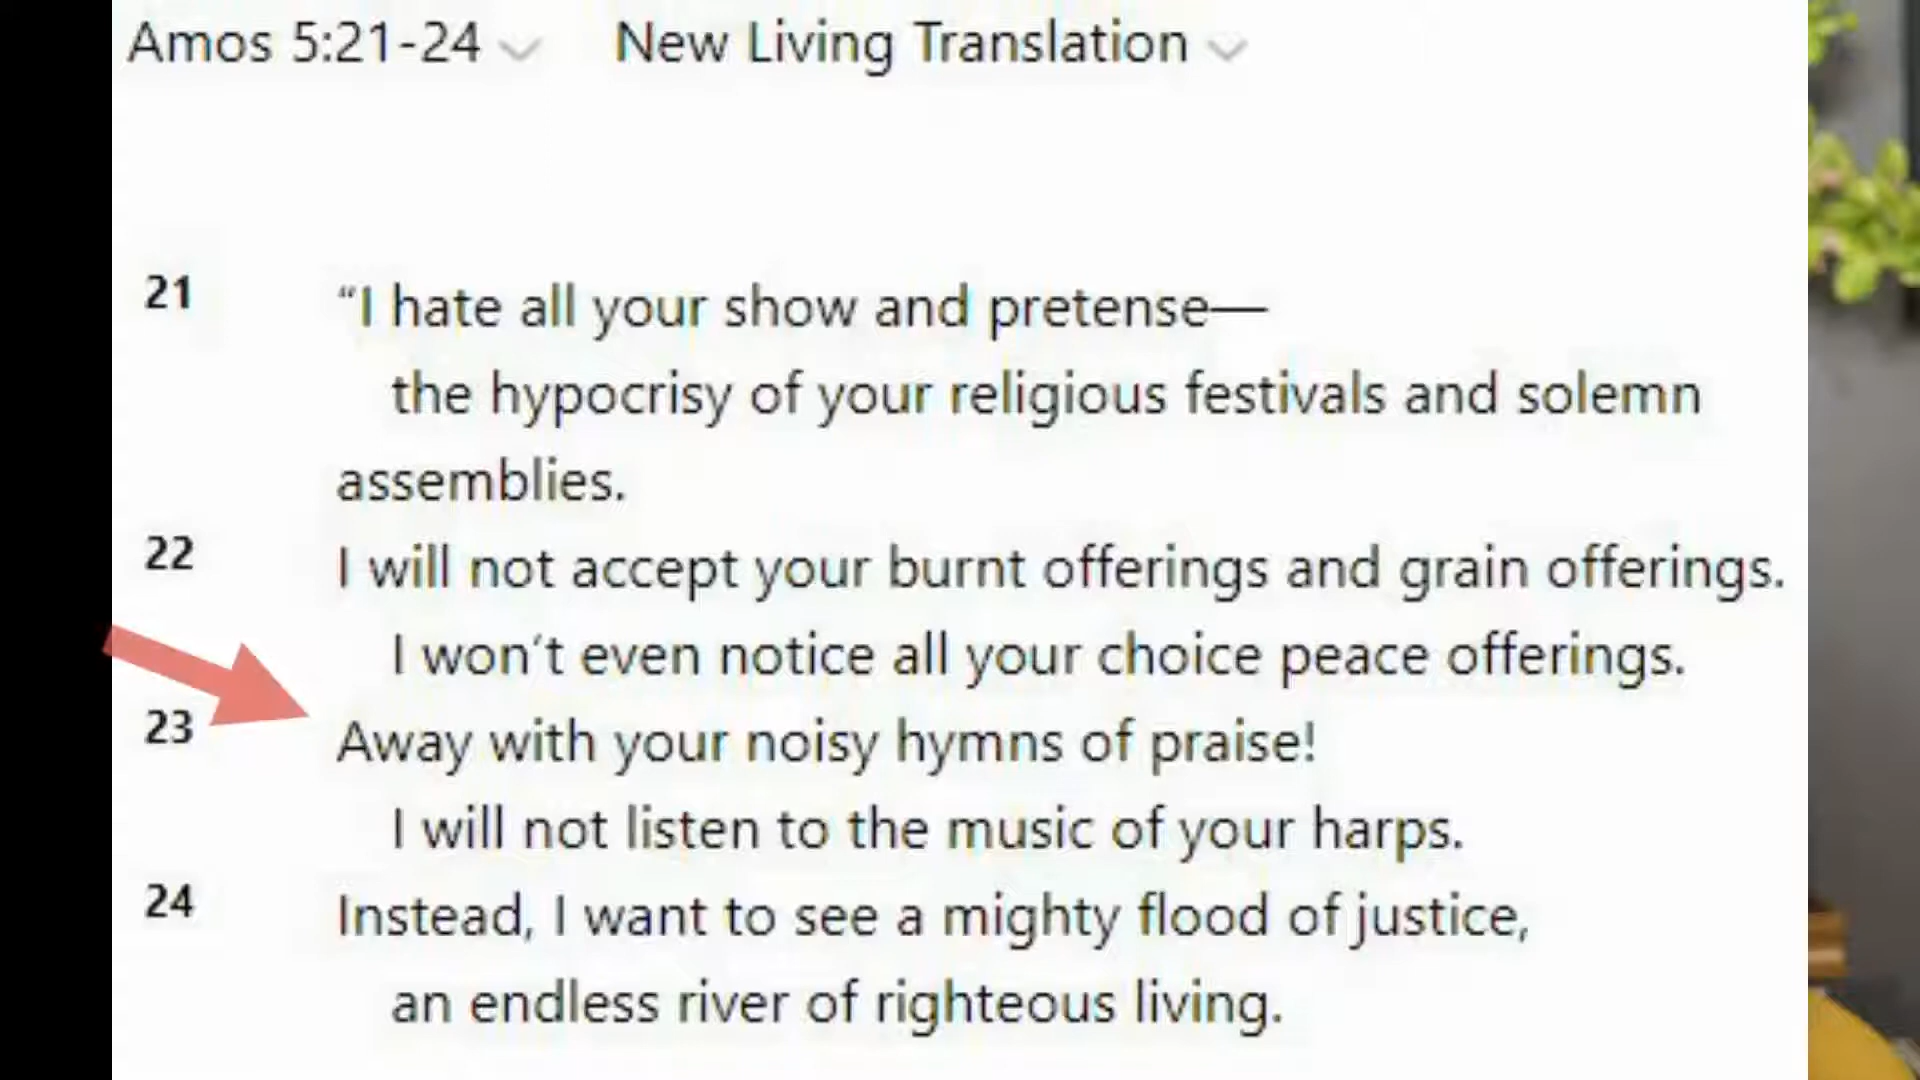 Amos 5:21-24 New Living Translation
21 “I hate all your show and pretense—
the hypocrisy of your religious festivals and solemn
assemblies.
22 I will not accept your burnt offerings and grain offerings.
I won’t even notice all your choice peace offerings.
23 Away with your noisy hymns of praise!
I will not listen to the music of your harps.
24 Instead, I want to see a mighty flood of justice,
an endless river of righteous living.